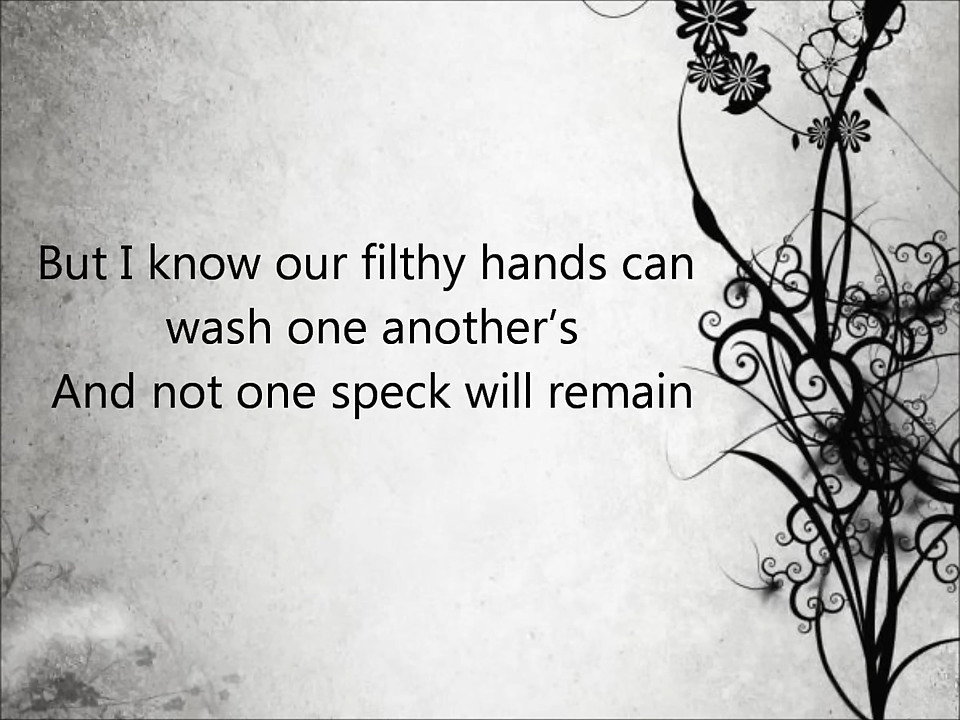 But I know our filthy hands can
wash one another’s
And not one speck will remain